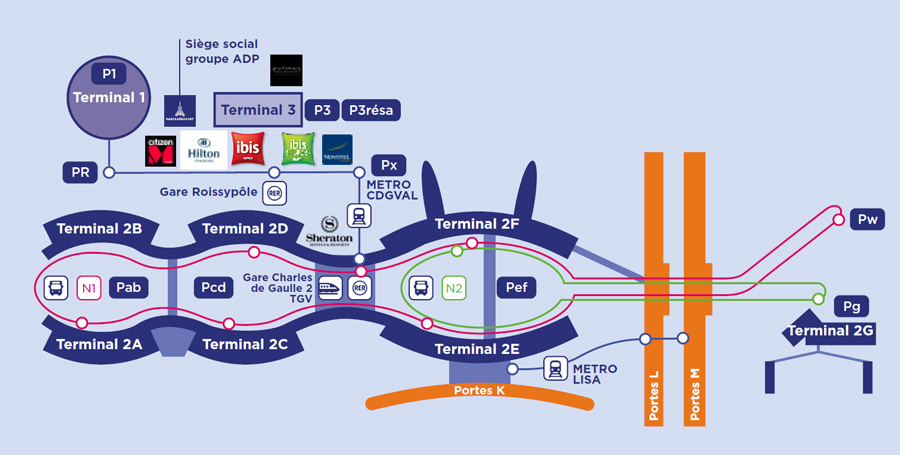 Siège social
groupe ADP
P1
Terminal 1
Terminal 3
P3
P3résa
citizen
M
Hilton
ibis
ibis
NOVOTEL
PR
Px
METRO
CDGVAL
Gare Roissypôle
RER
Terminal 2B
Terminal 2D
S
Sheraton
HOTELS & RESORTS
Terminal 2F
Pw
N1
Pab
Pcd
Gare Charles
de Gaulle 2
TGV
RER
N2
Pef
Pg
Terminal 2G
Terminal 2A
Terminal 2C
Terminal 2E
METRO
LISA
Portes K
Portes L
Portes M